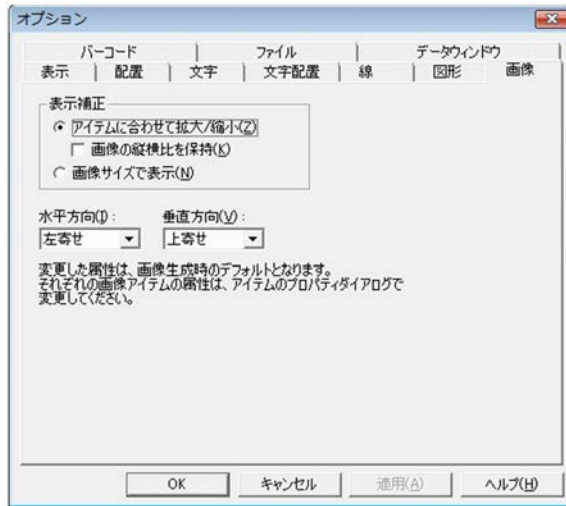 オプション
バーコード ファイル データウィンドウ
表示 配置 文字 文字配置 線 図形 画像
表示補正
アイテムに合わせて拡大/縮小(Z)
画像の縦横比を保持(K)
画像サイズで表示(N)
水平方向(I): 垂直方向(V):
左寄せ 上寄せ
変更した属性は、画像生成時のデフォルトとなります。
それぞれの画像アイテムの属性は、アイテムのプロパティダイアログで
変更してください。
OK キャンセル 適用(A) ヘルプ(H)